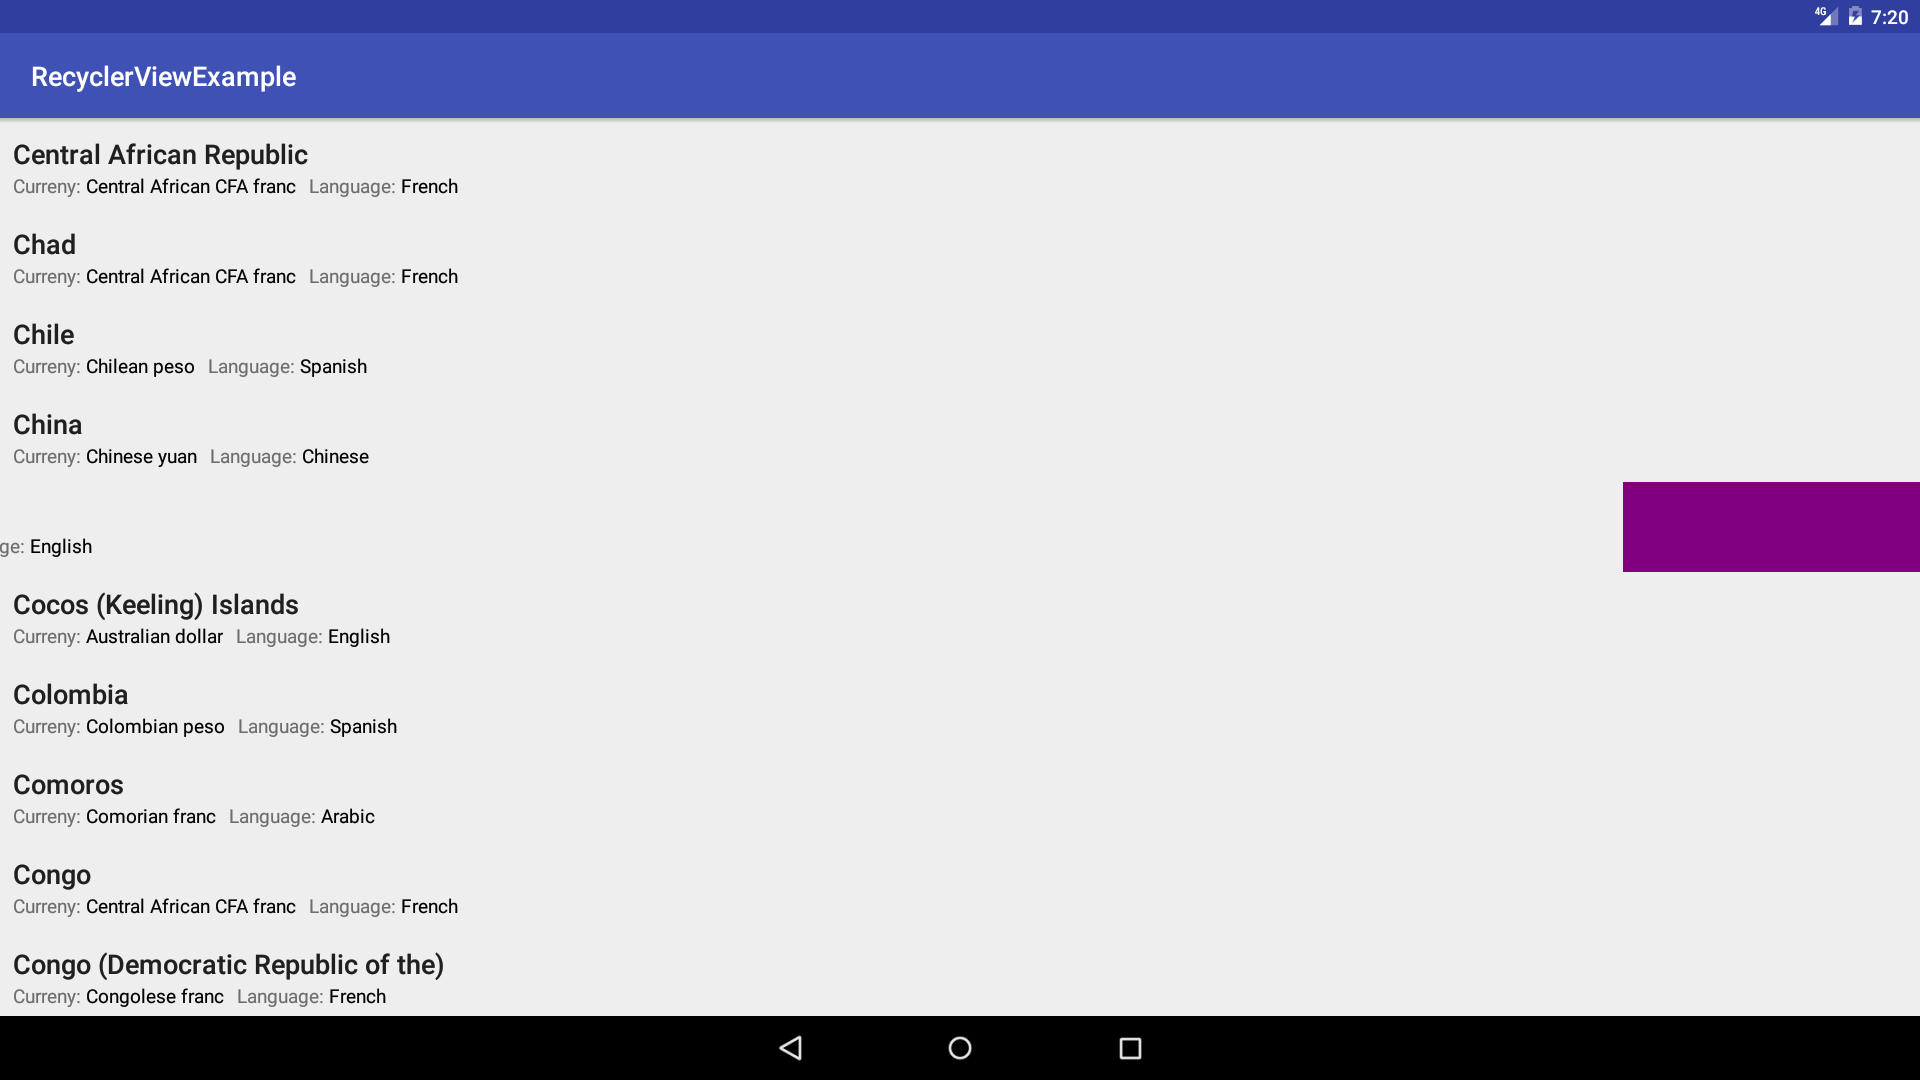 4G 7:20
RecyclerViewExample
Central African Republic
Curreny: Central African CFA franc Language: French
Chad
Curreny: Central African CFA franc Language: French
Chile
Curreny: Chilean peso Language: Spanish
China
Curreny: Chinese yuan Language: Chinese
ge: English
Cocos (Keeling) Islands
Curreny: Australian dollar Language: English
Colombia
Curreny: Colombian peso Language: Spanish
Comoros
Curreny: Comorian franc Language: Arabic
Congo
Curreny: Central African CFA franc Language: French
Congo (Democratic Republic of the)
Curreny: Congolese franc Language: French